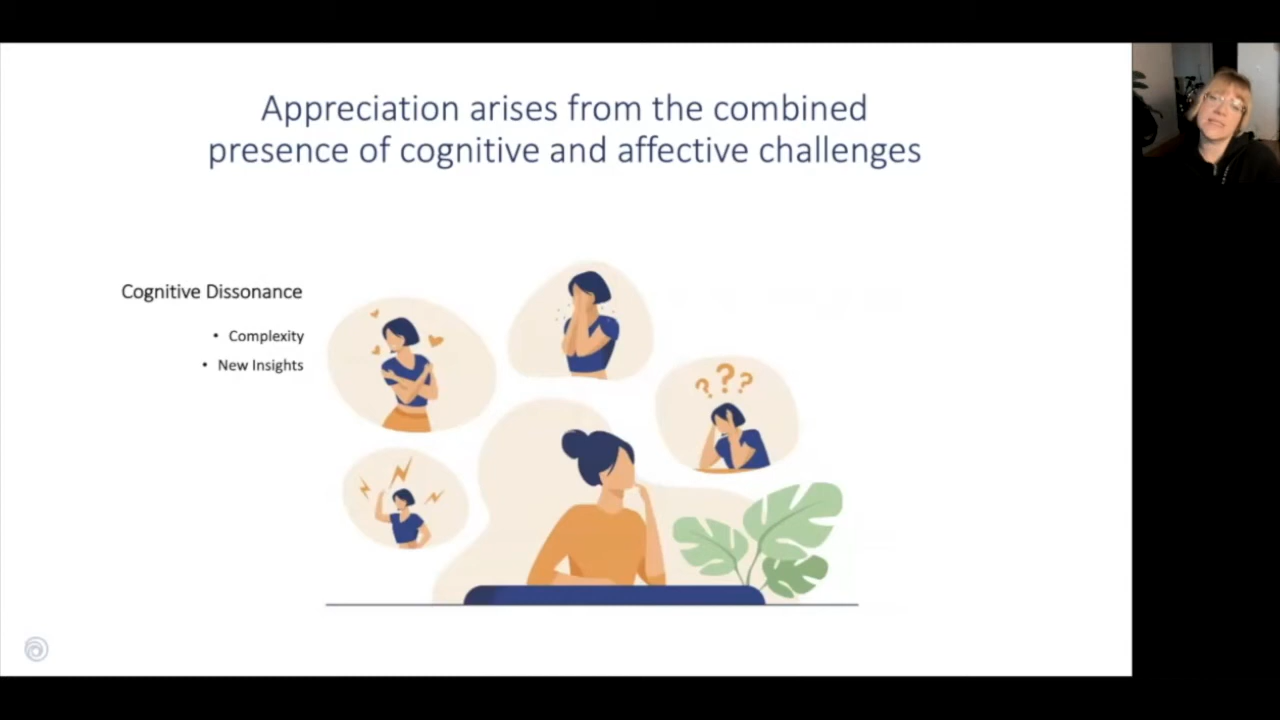 Appreciation arises from the combined
presence of cognitive and affective challenges
Cognitive Dissonance
• Complexity
• New Insights
???